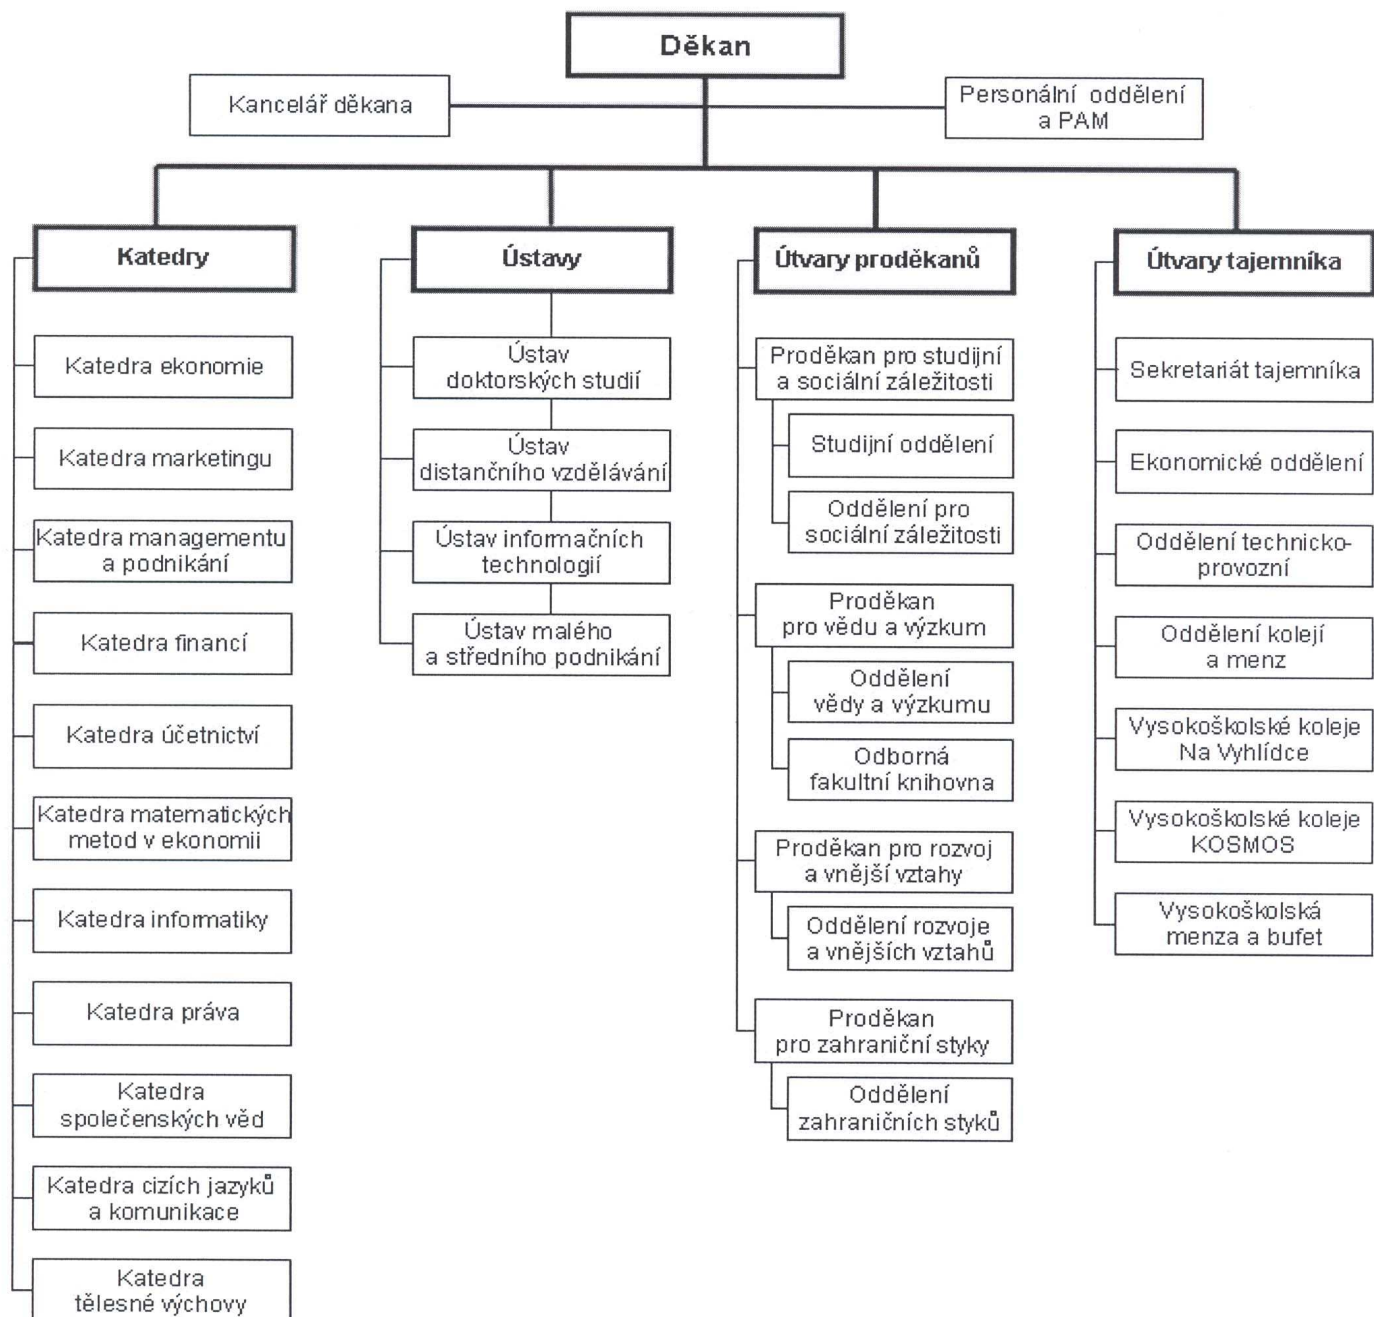 Děkan
Kancelář děkana
Personální oddělení
a PAM
Katedry
Katedra ekonomie
Katedra marketingu
Katedra managementu
a podnikání
Katedra financí
Katedra účetnictví
Katedra matematických
metod v ekonomii
Katedra informatiky
Katedra práva
Katedra
společenských věd
Katedra cizích jazyků
a komunikace
Katedra
tělesné výchovy
Ústavy
Ústav
doktorských studií
Ústav
distančního vzdělávání
Ústav informačních
technologií
Ústav malého
a středního podnikání
Útvary proděkanů
Proděkan pro studijní
a sociální záležitosti
Studijní oddělení
Oddělení pro
sociální záležitosti
Proděkan
pro vědu a výzkum
Oddělení
vědy a výzkumu
Odborná
fakultní knihovna
Proděkan pro rozvoj
a vnější vztahy
Oddělení rozvoje
a vnějších vztahů
Proděkan
pro zahraniční styky
Oddělení
zahraničních styků
Útvary tajemníka
Sekretariát tajemníka
Ekonomické oddělení
Oddělení technicko-
provozní
Oddělení kolejí
a menz
Vysokoškolské koleje
Na Vyhlídce
Vysokoškolské koleje
KOSMOS
Vysokoškolská
menza a bufet